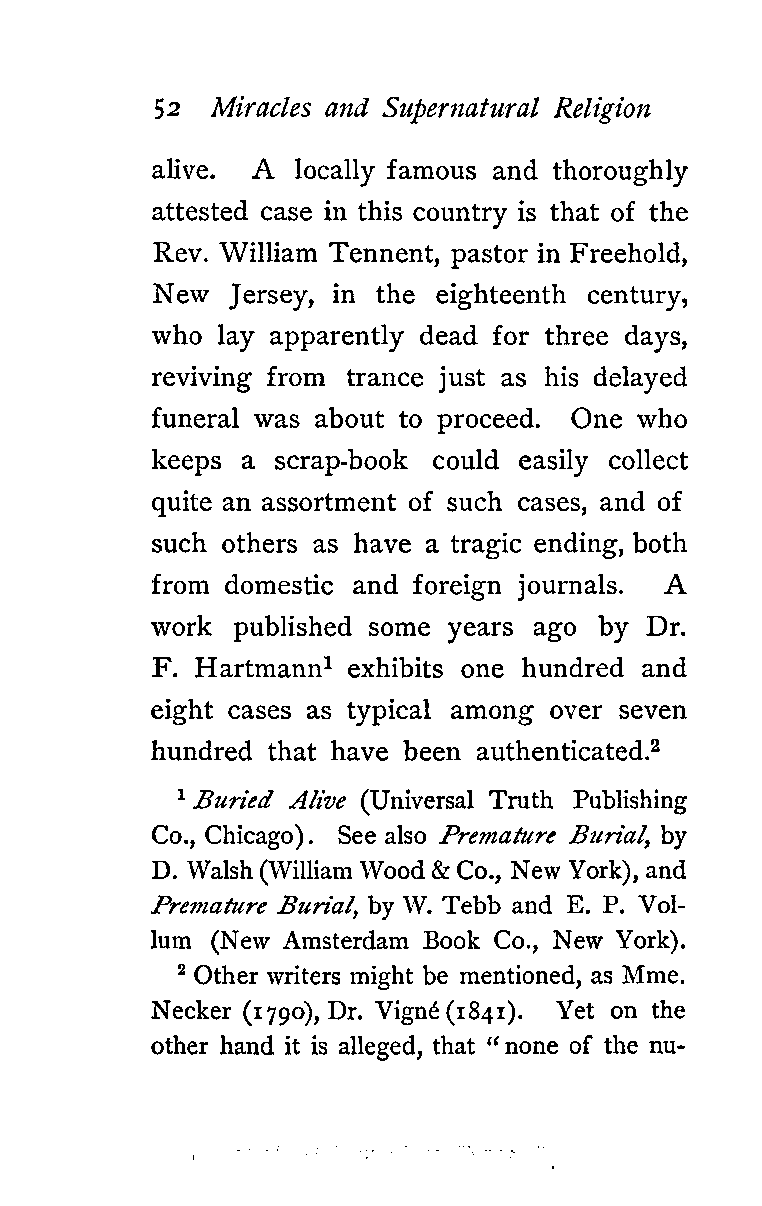 52 Miracles and Supernatural Religion
alive. A locally famous and thoroughly
attested case in this country is that of the
Rev. William Tennent, pastor in Freehold,
New Jersey, in the eighteenth century,
who lay apparently dead for three days,
reviving from trance just as his delayed
funeral was about to proceed. One who
keeps a scrap-book could easily collect
quite an assortment of such cases, and of
such others as have a tragic ending, both
from domestic and foreign journals. A
work published some years ago by Dr.
F. Hartmann¹ exhibits one hundred and
eight cases as typical among over seven
hundred that have been authenticated.²
¹ Buried Alive (Universal Truth Publishing
Co., Chicago). See also Premature Burial, by
D. Walsh (William Wood & Co., New York), and
Premature Burial, by W. Tebb and E. P. Vol-
lum (New Amsterdam Book Co., New York).
² Other writers might be mentioned, as Mme.
Necker (1790), Dr. Vigné (1841). Yet on the
other hand it is alleged, that "none of the nu-